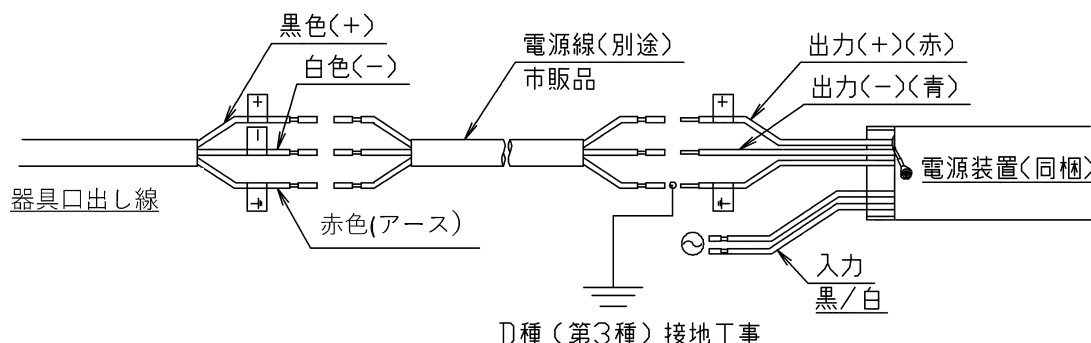 黒色(+)
白色(−)
電源線(別途)
市販品
出力(+)(赤)
出力(−)(青)
器具口出し線
赤色(アース)
電源装置(同梱)
入力
黒/白
D種(第3種)接地工事
+
−
+